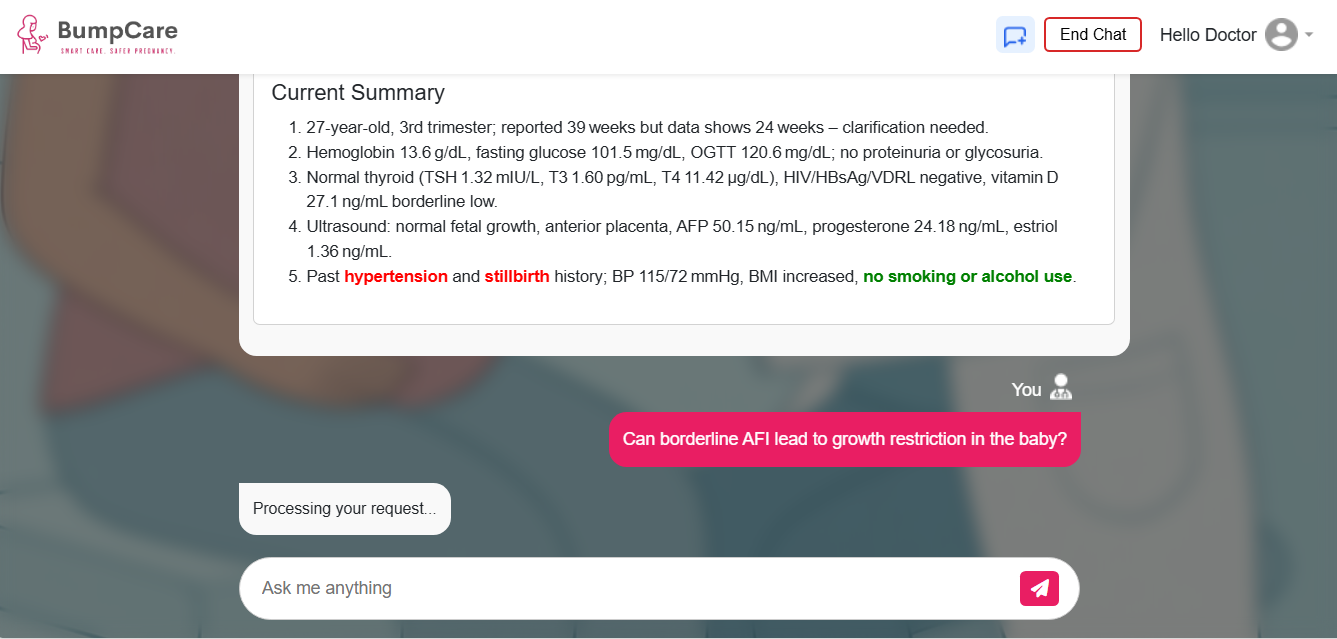 BumpCare
SMART CARE. SAFER PREGNANCY.
End Chat
Hello Doctor
Current Summary
1. 27-year-old, 3rd trimester; reported 39 weeks but data shows 24 weeks – clarification needed.
2. Hemoglobin 13.6 g/dL, fasting glucose 101.5 mg/dL, OGTT 120.6 mg/dL; no proteinuria or glycosuria.
3. Normal thyroid (TSH 1.32 mIU/L, T3 1.60 pg/mL, T4 11.42 µg/dL), HIV/HBsAg/VDRL negative, vitamin D
27.1 ng/mL borderline low.
4. Ultrasound: normal fetal growth, anterior placenta, AFP 50.15 ng/mL, progesterone 24.18 ng/mL, estriol
1.36 ng/mL.
5. Past hypertension and stillbirth history; BP 115/72 mmHg, BMI increased, no smoking or alcohol use.
You
Can borderline AFI lead to growth restriction in the baby?
Processing your request...
Ask me anything